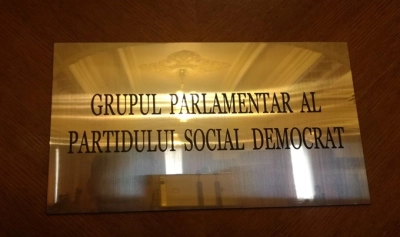 GRUPUL PARLAMENTAR AL
PARTIDULUI SOCIAL DEMOCRAT